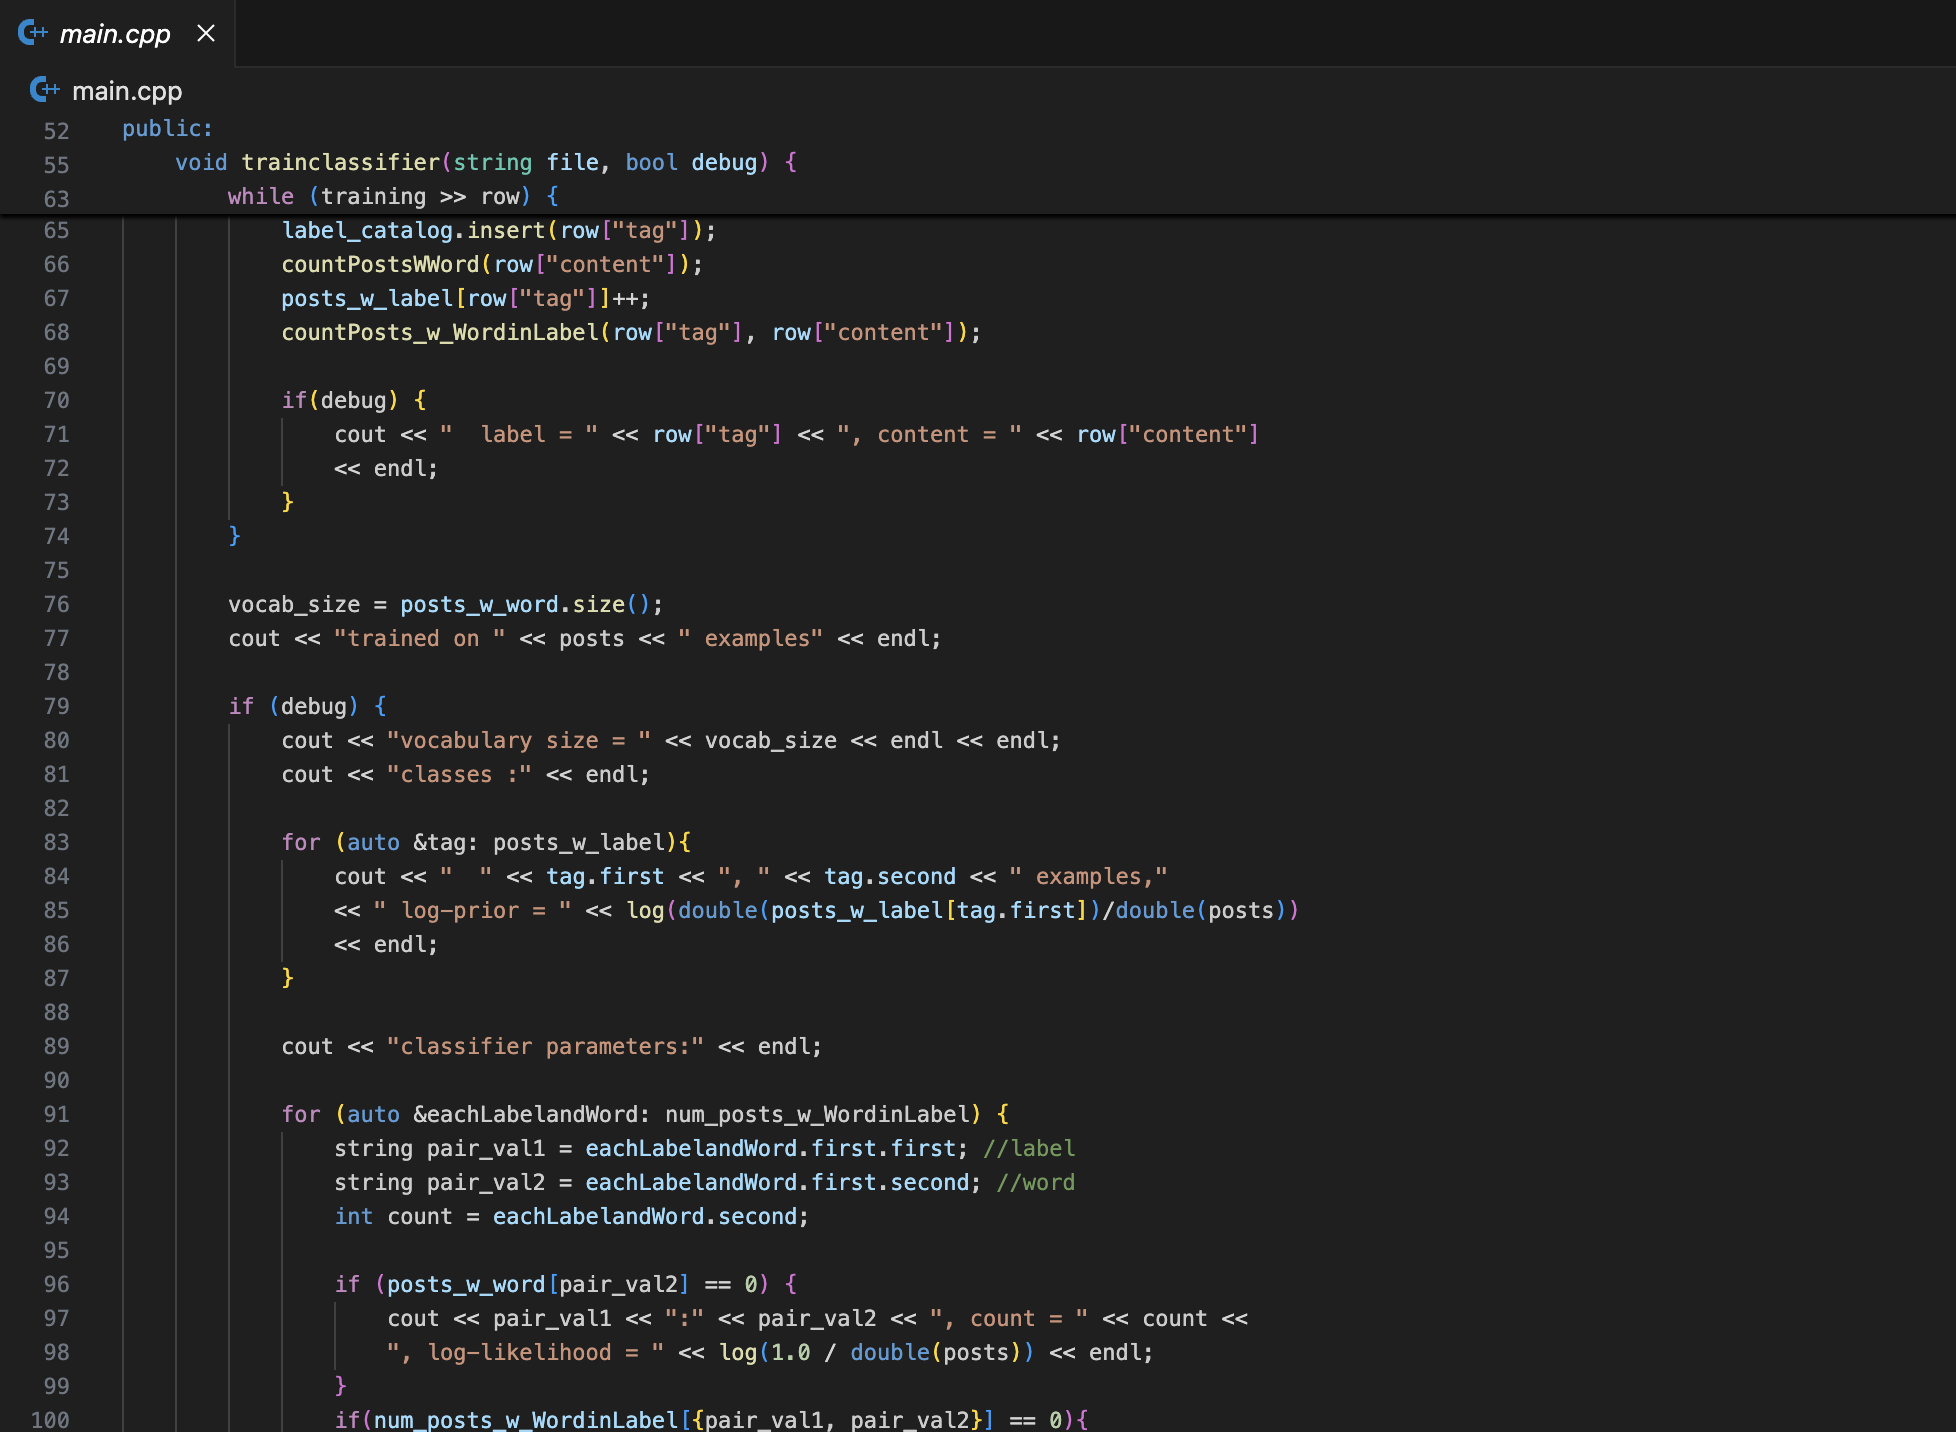 main.cpp
main.cpp
52 public:
55 void trainclassifier(string file, bool debug) {
63 while (training >> row) {
65 label_catalog.insert(row["tag"]);
66 countPostsWWord(row["content"]);
67 posts_w_label[row["tag"]]++;
68 countPosts_w_WordinLabel(row["tag"], row["content"]);
69
70 if(debug) {
71 cout << "  label = " << row["tag"] << ", content = " << row["content"]
72 << endl;
73 }
74 }
75
76 vocab_size = posts_w_word.size();
77 cout << "trained on " << posts << " examples" << endl;
78
79 if (debug) {
80 cout << "vocabulary size = " << vocab_size << endl << endl;
81 cout << "classes :" << endl;
82
83 for (auto &tag: posts_w_label){
84 cout << "  " << tag.first << ", " << tag.second << " examples,"
85 << " log-prior = " << log(double(posts_w_label[tag.first])/double(posts))
86 << endl;
87 }
88
89 cout << "classifier parameters:" << endl;
90
91 for (auto &eachLabelandWord: num_posts_w_WordinLabel) {
92 string pair_val1 = eachLabelandWord.first.first; //label
93 string pair_val2 = eachLabelandWord.first.second; //word
94 int count = eachLabelandWord.second;
95
96 if (posts_w_word[pair_val2] == 0) {
97 cout << pair_val1 << ":" << pair_val2 << ", count = " << count <<
98 ", log-likelihood = " << log(1.0 / double(posts)) << endl;
99 }
100 if(num_posts_w_WordinLabel[{pair_val1, pair_val2}] == 0){